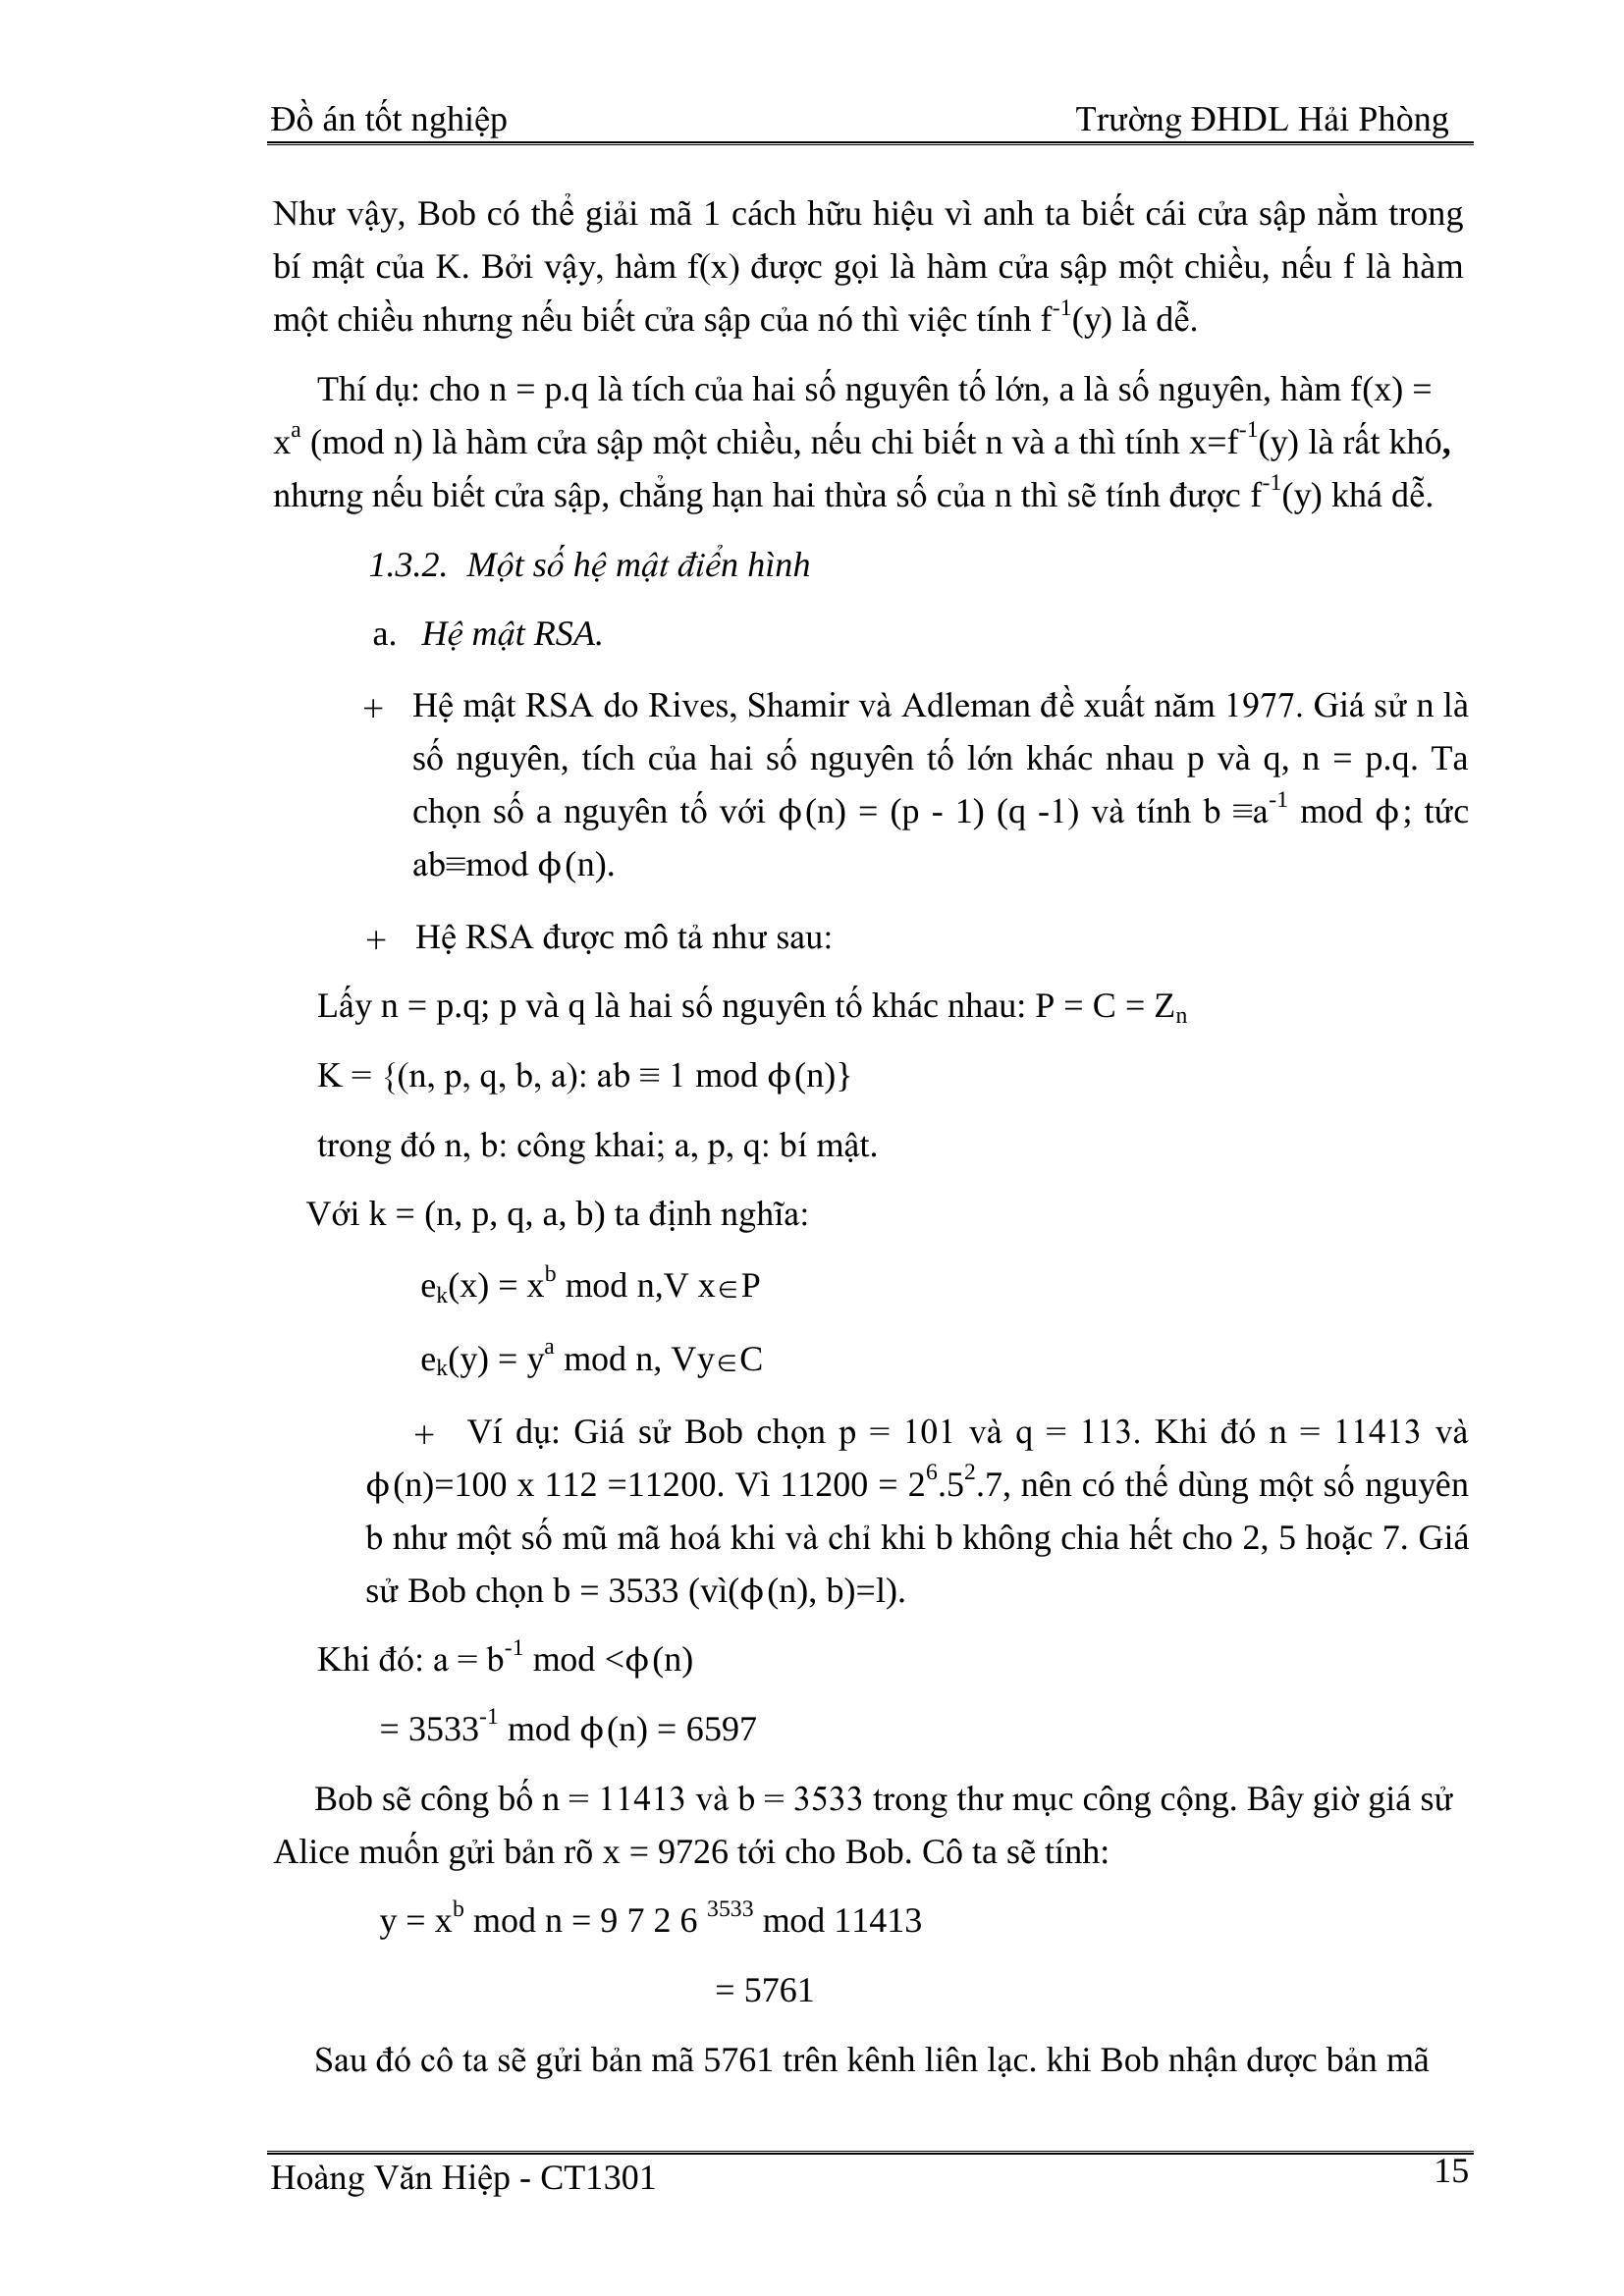 Đồ án tốt nghiệp Trường ĐHDL Hải Phòng
Như vậy, Bob có thể giải mã 1 cách hữu hiệu vì anh ta biết cái cửa sập nằm trong
bí mật của K. Bởi vậy, hàm f(x) được gọi là hàm cửa sập một chiều, nếu f là hàm
một chiều nhưng nếu biết cửa sập của nó thì việc tính f⁻¹(y) là dễ.
Thí dụ: cho n = p.q là tích của hai số nguyên tố lớn, a là số nguyên, hàm f(x) =
xᵃ (mod n) là hàm cửa sập một chiều, nếu chi biết n và a thì tính x=f⁻¹(y) là rất khó,
nhưng nếu biết cửa sập, chẳng hạn hai thừa số của n thì sẽ tính được f⁻¹(y) khá dễ.
1.3.2. Một số hệ mật điển hình
a. Hệ mật RSA.
+ Hệ mật RSA do Rives, Shamir và Adleman đề xuất năm 1977. Giá sử n là
số nguyên, tích của hai số nguyên tố lớn khác nhau p và q, n = p.q. Ta
chọn số a nguyên tố với ϕ(n) = (p - 1) (q -1) và tính b ≡a⁻¹ mod ϕ; tức
ab≡mod ϕ(n).
+ Hệ RSA được mô tả như sau:
Lấy n = p.q; p và q là hai số nguyên tố khác nhau: P = C = Zₙ
K = {(n, p, q, b, a): ab ≡ 1 mod ϕ(n)}
trong đó n, b: công khai; a, p, q: bí mật.
Với k = (n, p, q, a, b) ta định nghĩa:
eₖ(x) = xᵇ mod n,V x∈P
eₖ(y) = yᵃ mod n, Vy∈C
+ Ví dụ: Giá sử Bob chọn p = 101 và q = 113. Khi đó n = 11413 và
ϕ(n)=100 x 112 =11200. Vì 11200 = 2⁶.5².7, nên có thế dùng một số nguyên
b như một số mũ mã hoá khi và chỉ khi b không chia hết cho 2, 5 hoặc 7. Giá
sử Bob chọn b = 3533 (vì(ϕ(n), b)=l).
Khi đó: a = b⁻¹ mod <ϕ(n)
= 3533⁻¹ mod ϕ(n) = 6597
Bob sẽ công bố n = 11413 và b = 3533 trong thư mục công cộng. Bây giờ giá sử
Alice muốn gửi bản rõ x = 9726 tới cho Bob. Cô ta sẽ tính:
y = xᵇ mod n = 9 7 2 6 ³⁵³³ mod 11413
= 5761
Sau đó cô ta sẽ gửi bản mã 5761 trên kênh liên lạc. khi Bob nhận dược bản mã
Hoàng Văn Hiệp - CT1301 15